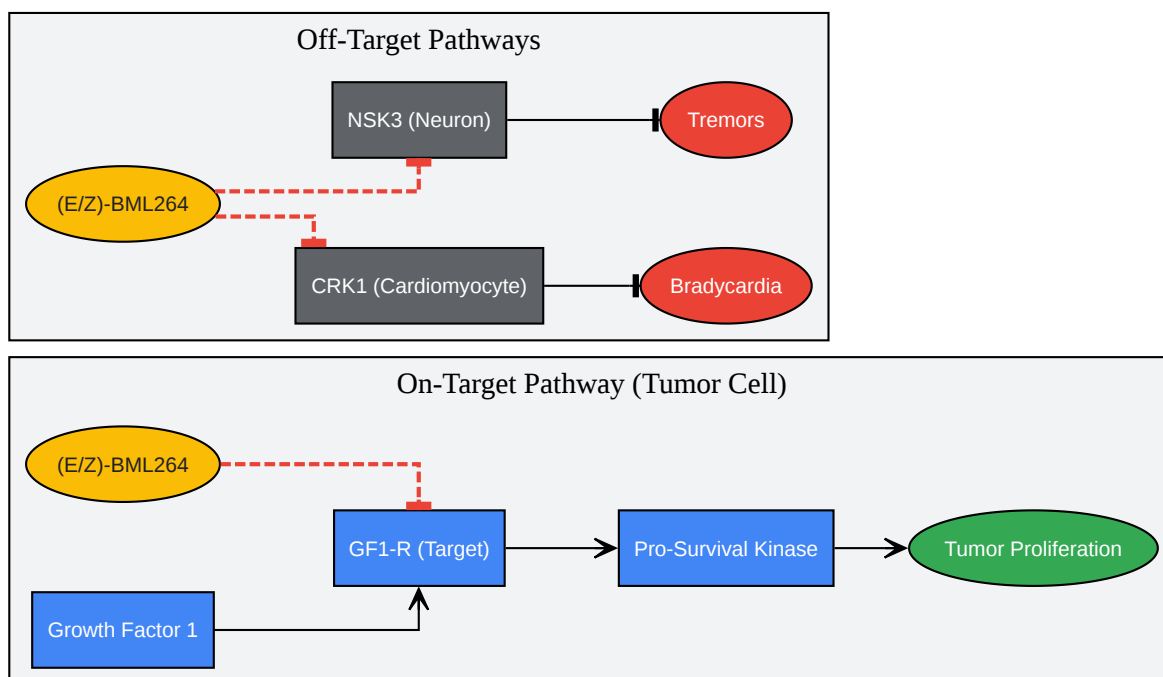 Off-Target Pathways
NSK3 (Neuron)
Tremors
(E/Z)-BML264
CRK1 (Cardiomyocyte)
Bradycardia
On-Target Pathway (Tumor Cell)
(E/Z)-BML264
GF1-R (Target)
Pro-Survival Kinase
Tumor Proliferation
Growth Factor 1